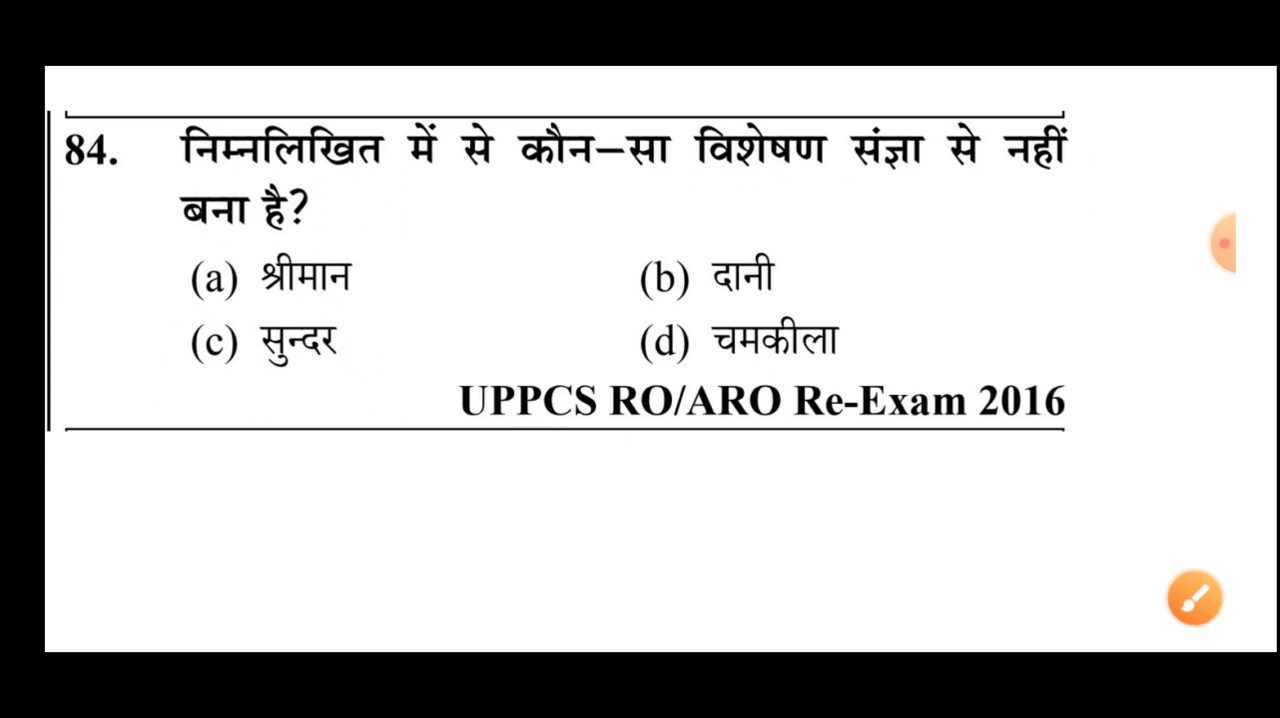 84. निम्नलिखित में से कौन–सा विशेषण संज्ञा से नहीं
बना है?
(a) श्रीमान (b) दानी
(c) सुन्दर (d) चमकीला
UPPCS RO/ARO Re-Exam 2016